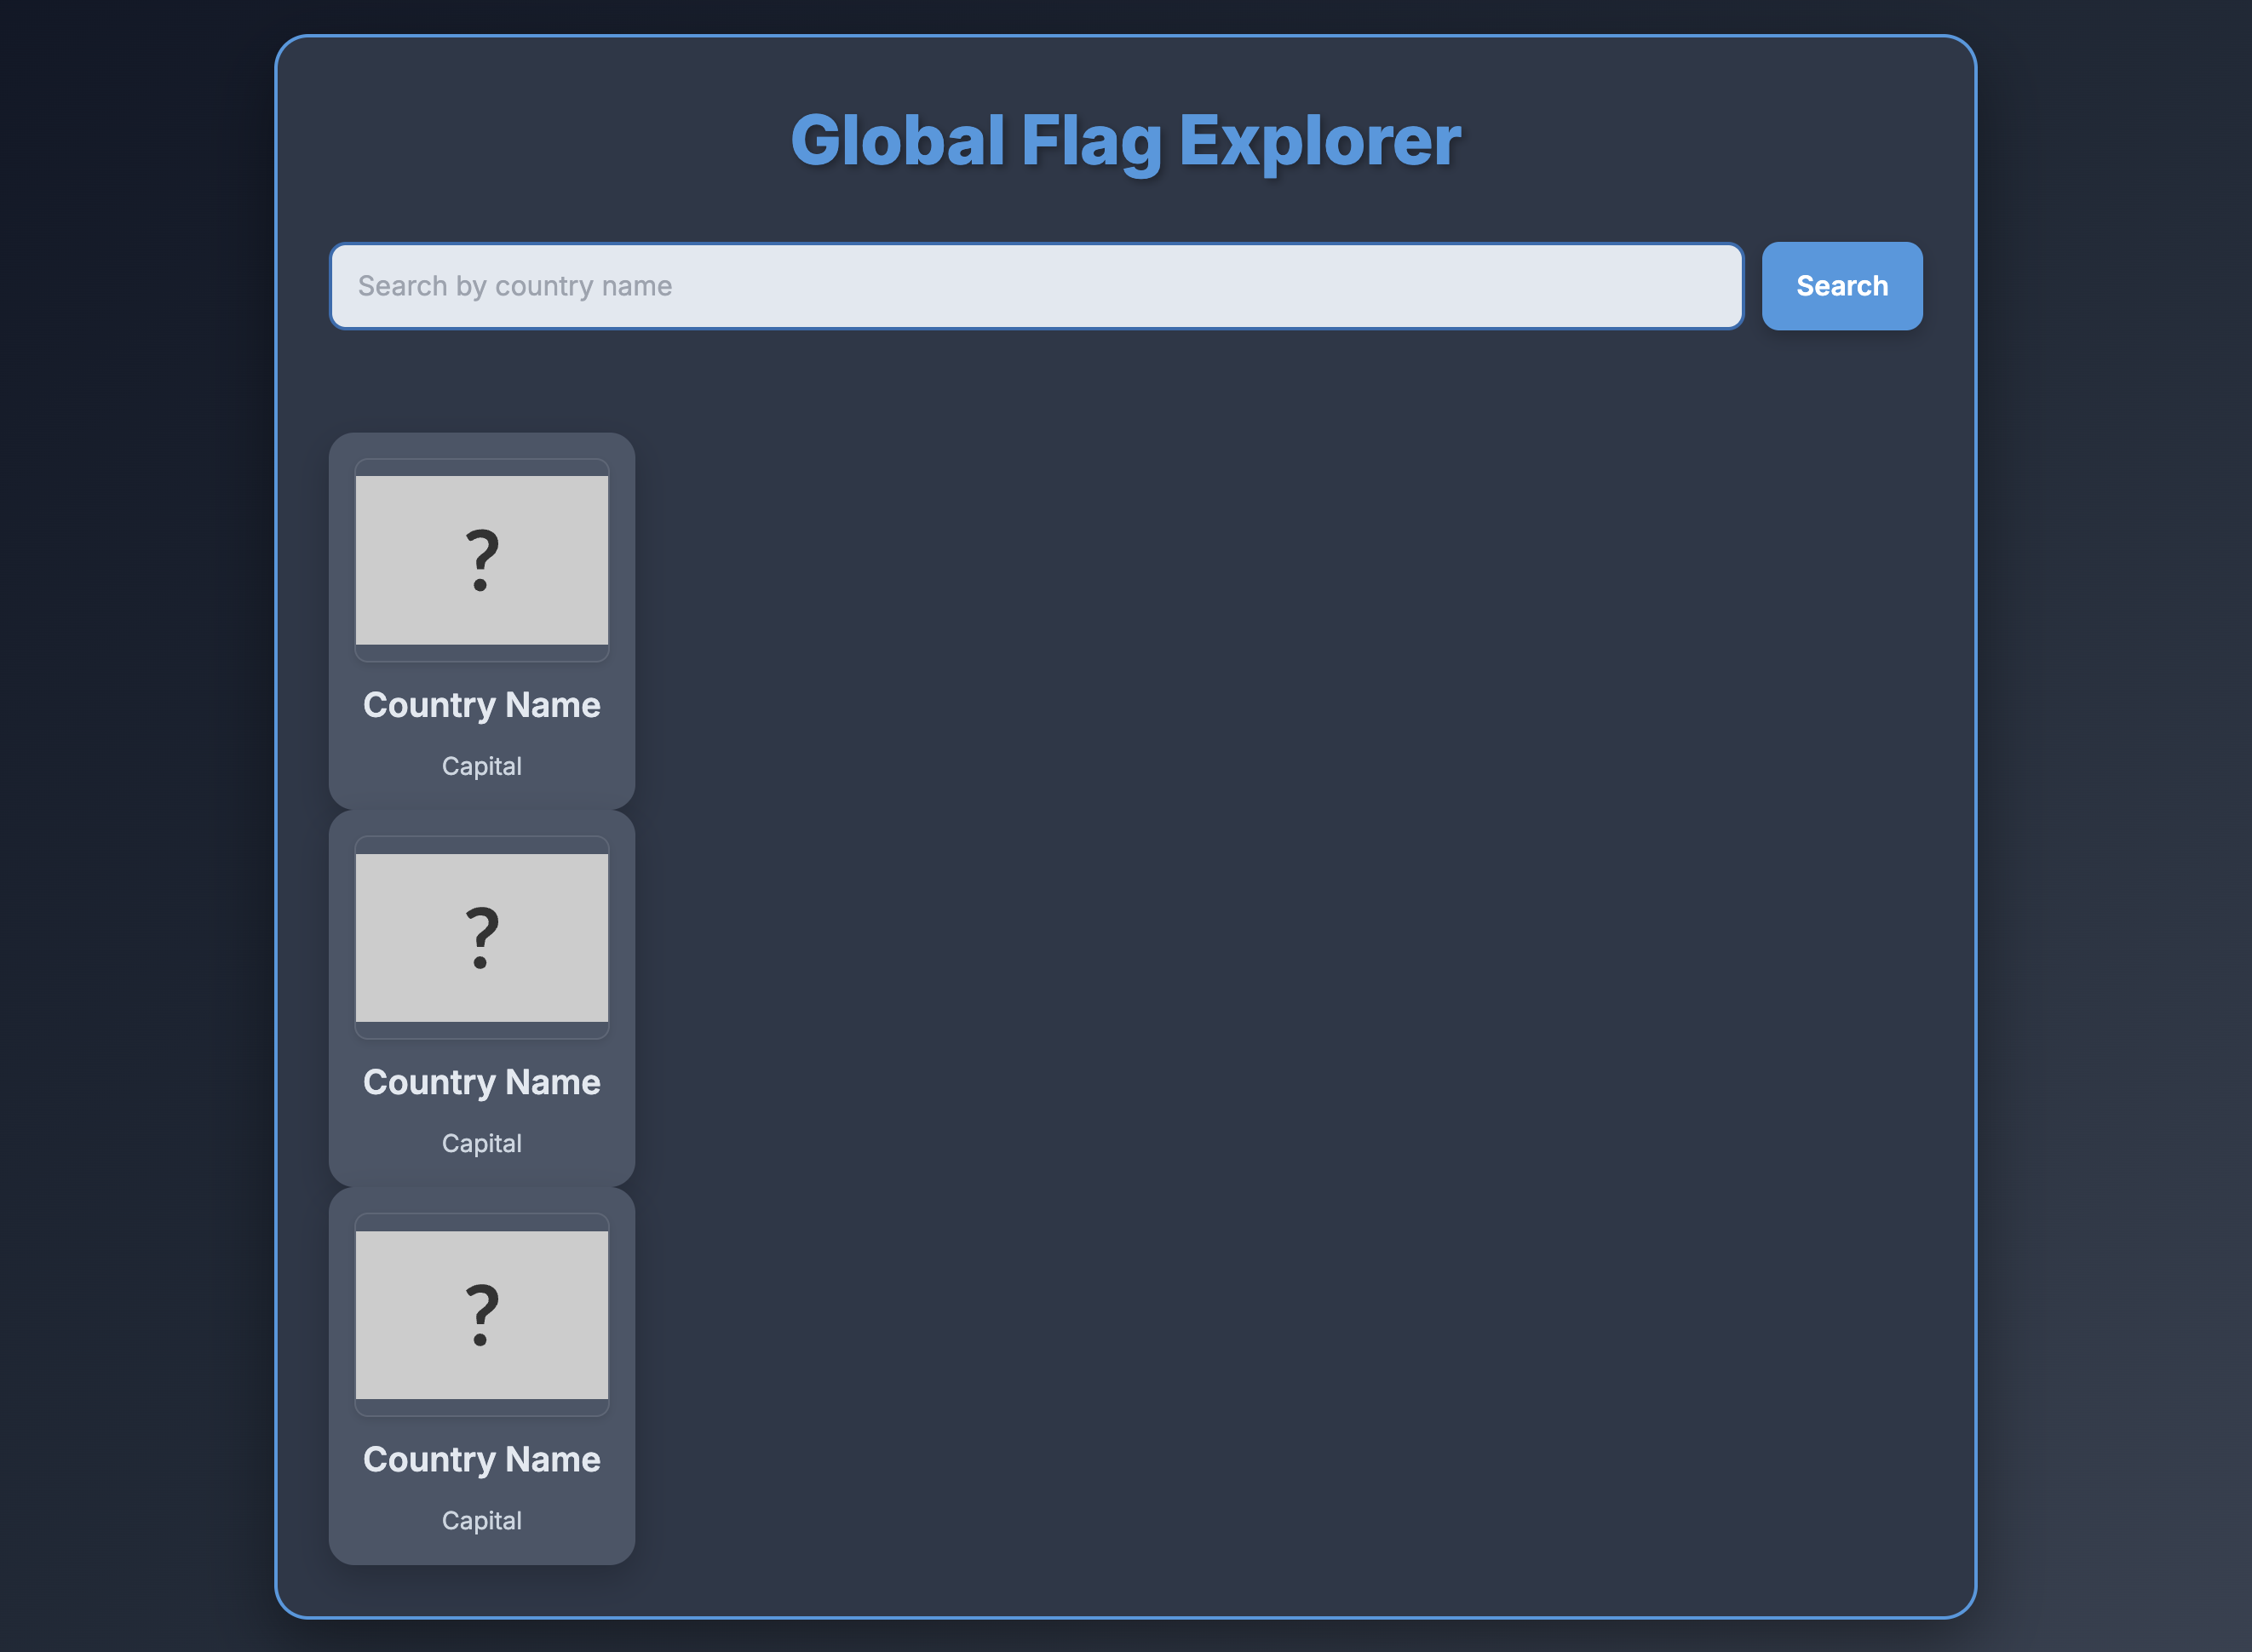 Global Flag Explorer
Search by country name
Search
?
Country Name
Capital
?
Country Name
Capital
?
Country Name
Capital